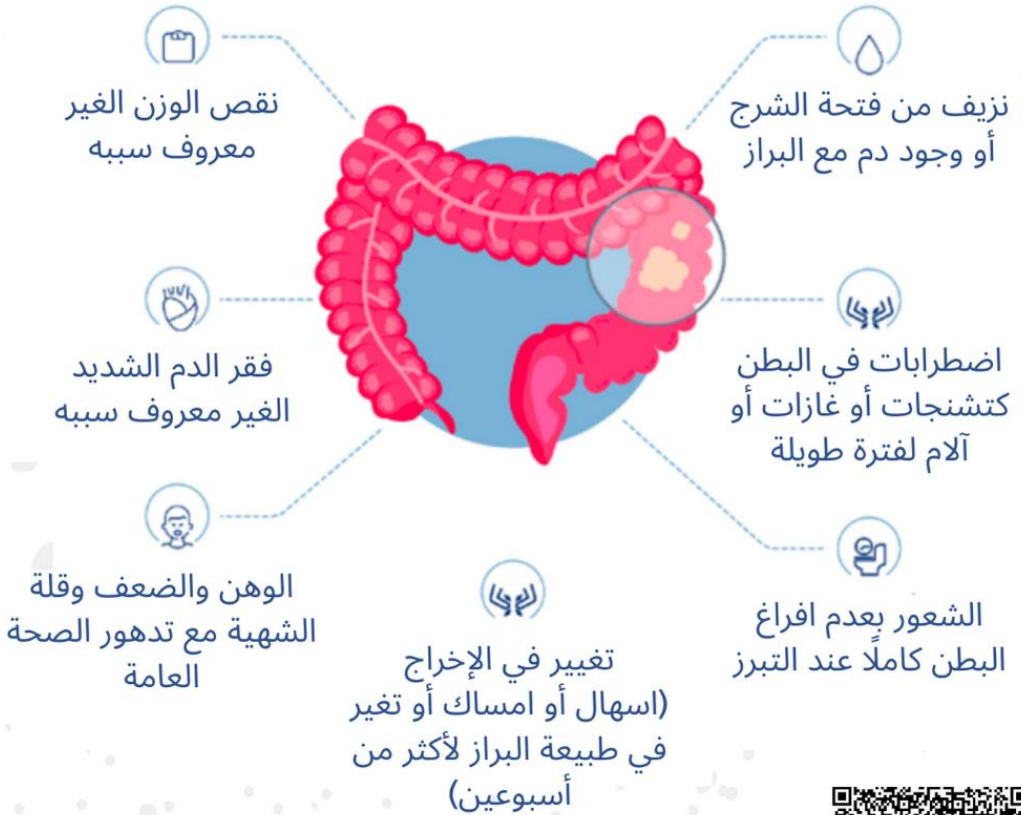 نزيف من فتحة الشرج
أو وجود دم مع البراز
نقص الوزن الغير
معروف سببه
اضطرابات في البطن
كتشنجات أو غازات أو
آلام لفترة طويلة
فقر الدم الشديد
الغير معروف سببه
الشعور بعدم افراغ
البطن كاملًا عند التبرز
تغيير في الإخراج
(اسهال أو امساك أو تغير
في طبيعة البراز لأكثر من
أسبوعين)
الوهن والضعف وقلة
الشهية مع تدهور الصحة
العامة